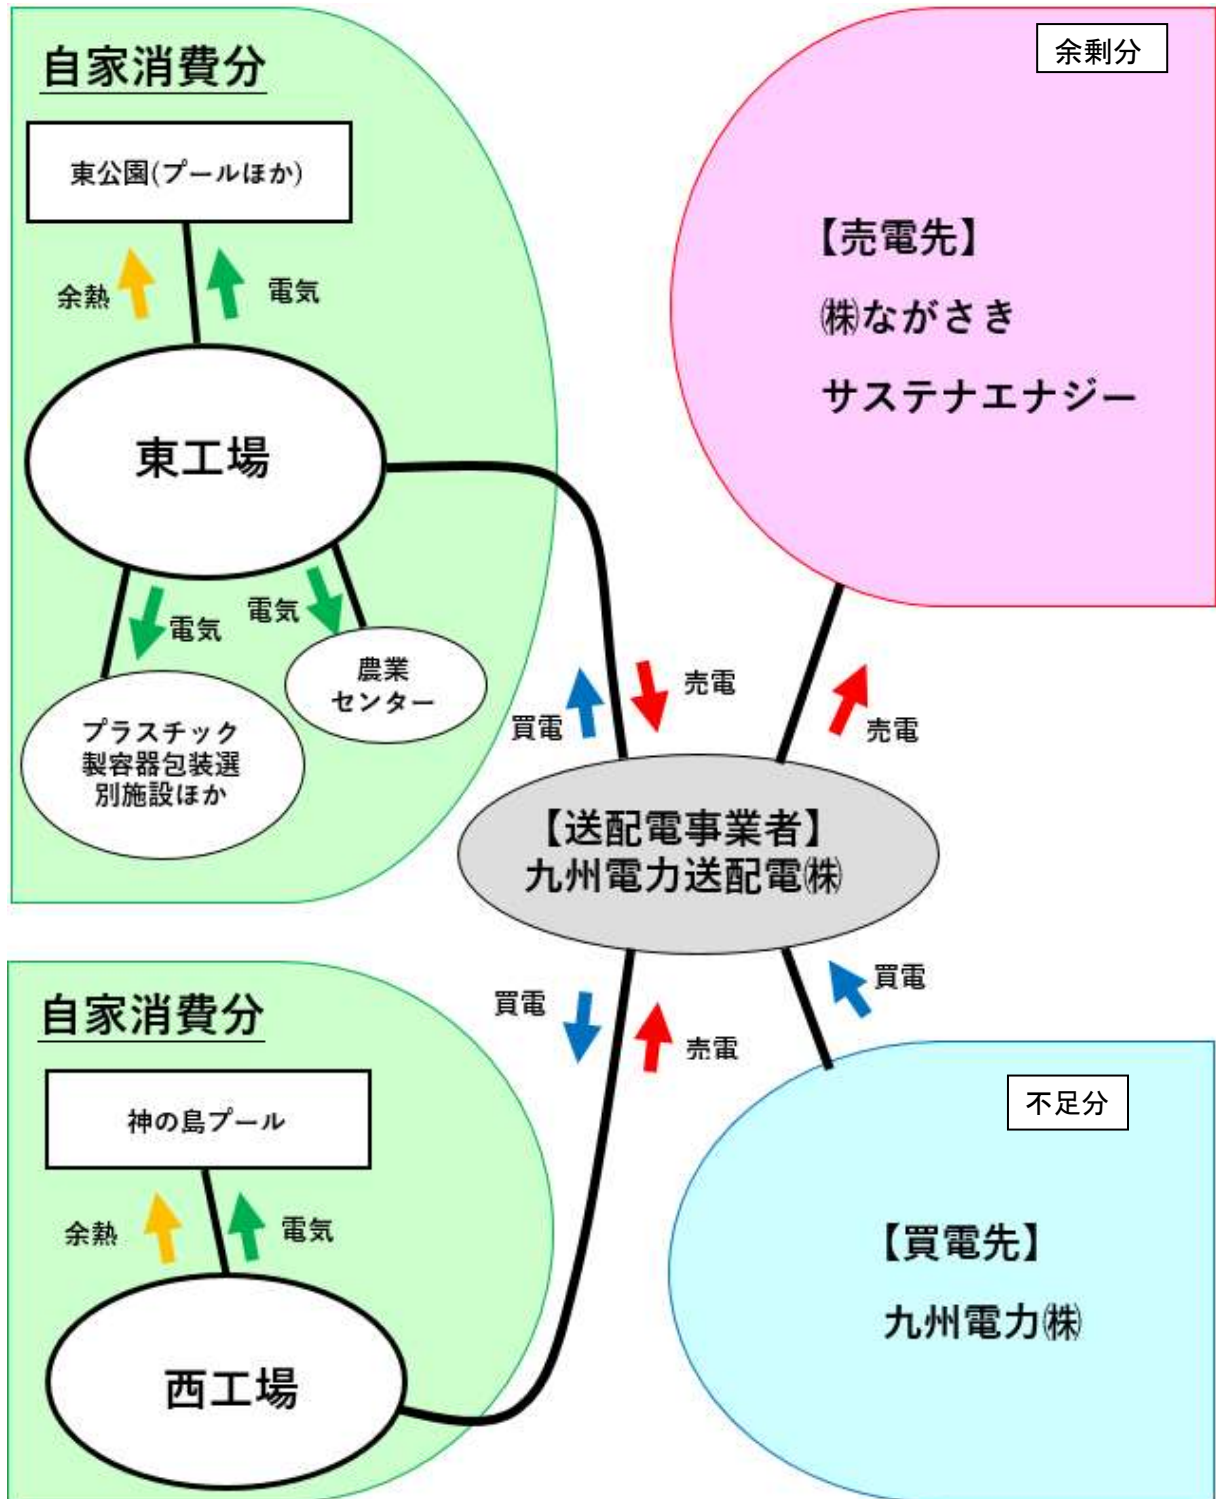 自家消費分
東公園(プールほか)
余熱
電気
東工場
電気
電気
プラスチック
製容器包装選
別施設ほか
農業
センター
余剰分
【売電先】
㈱ながさき
サステナエナジー
買電
売電
売電
【送配電事業者】
九州電力送配電㈱
買電
売電
買電
自家消費分
神の島プール
余熱
電気
西工場
不足分
【買電先】
九州電力㈱